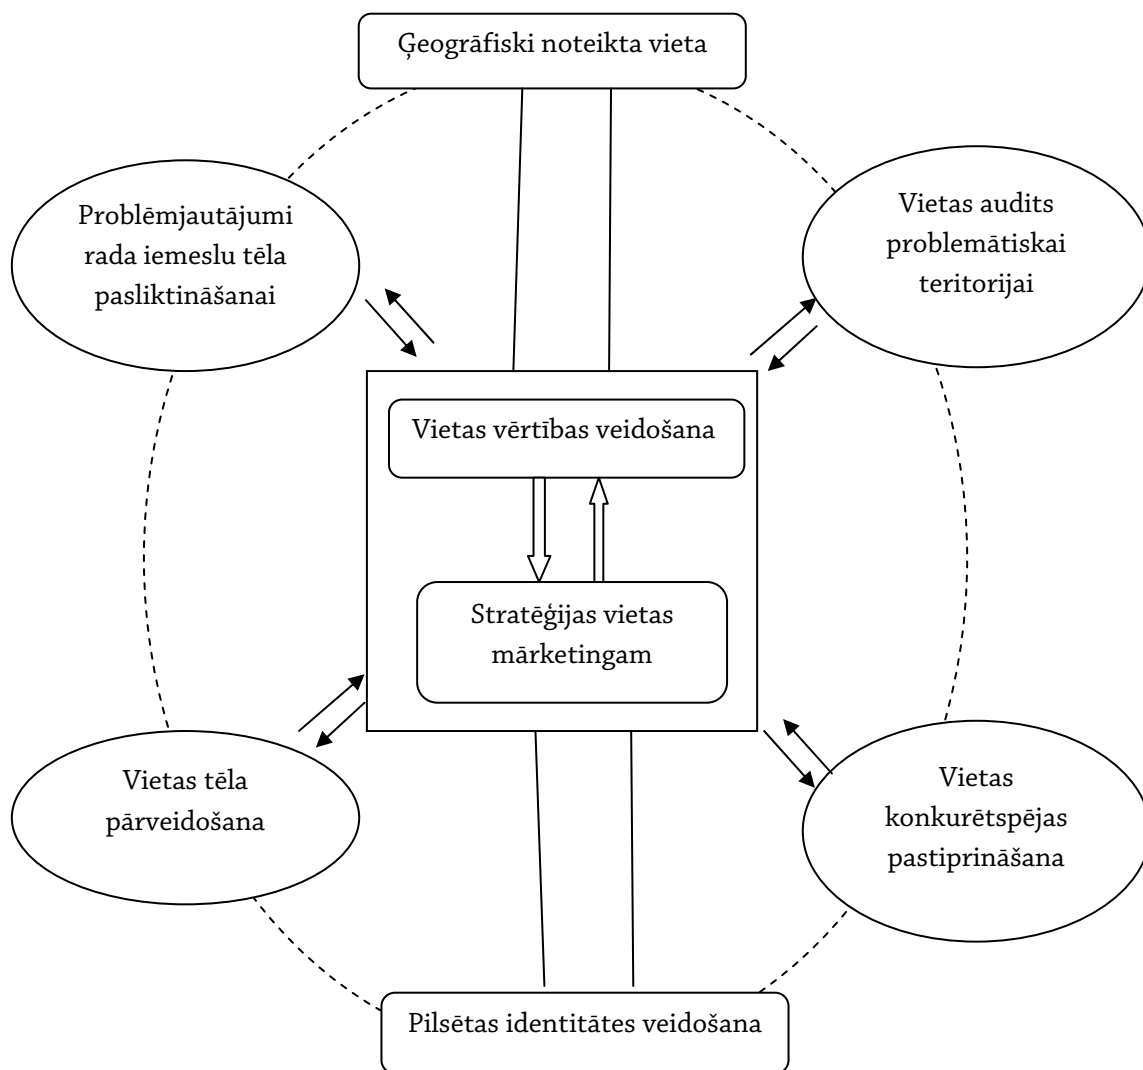 Ģeogrāfiski noteikta vieta
Problēmjautājumi
rada iemeslu tēla
pasliktināšanai
Vietas audits
problemātiskai
teritorijai
Vietas vērtības veidošana
Stratēģijas vietas
mārketingam
Vietas tēla
pārveidošana
Vietas
konkurētspējas
pastiprināšana
Pilsētas identitātes veidošana